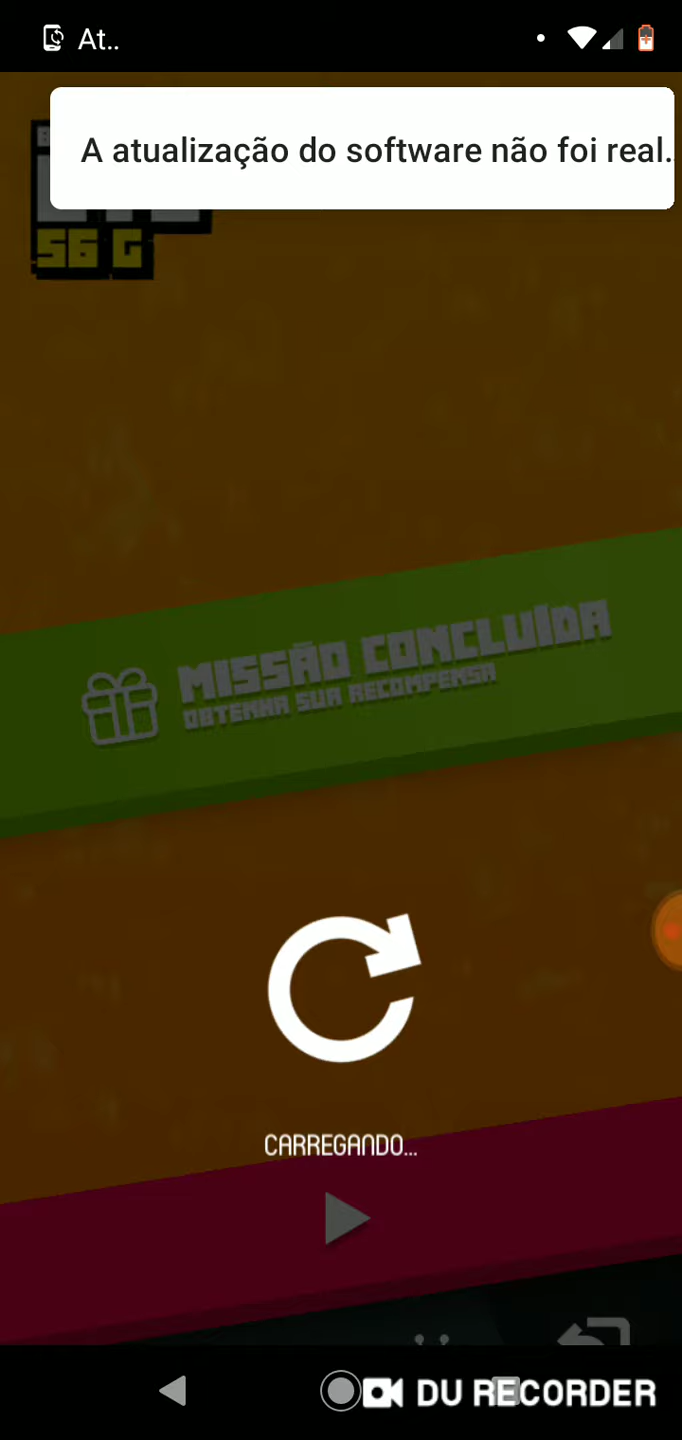 At..
A atualização do software não foi real..
56 G
MISSÃO CONCLUÍDA
OBTENHA SUA RECOMPENSA
CARREGANDO...
DU RECORDER